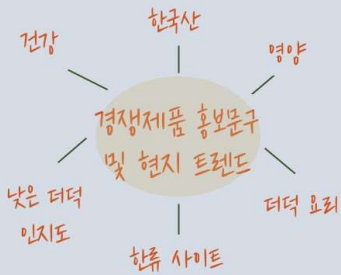 한국산
건강
영양
경쟁제품 홍보문구
및 현지 트렌드
낮은 더덕
인지도
더덕 요리
한류 사이트